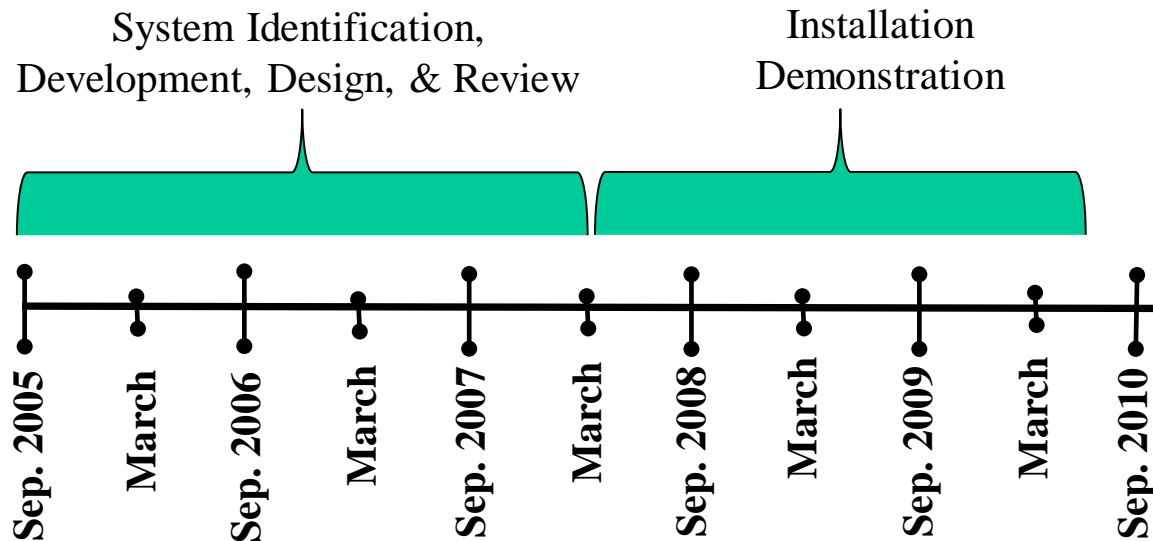 System Identification,
Development, Design, & Review
Installation
Demonstration
Sep. 2005
March
Sep. 2006
March
Sep. 2007
March
Sep. 2008
March
Sep. 2009
March
Sep. 2010